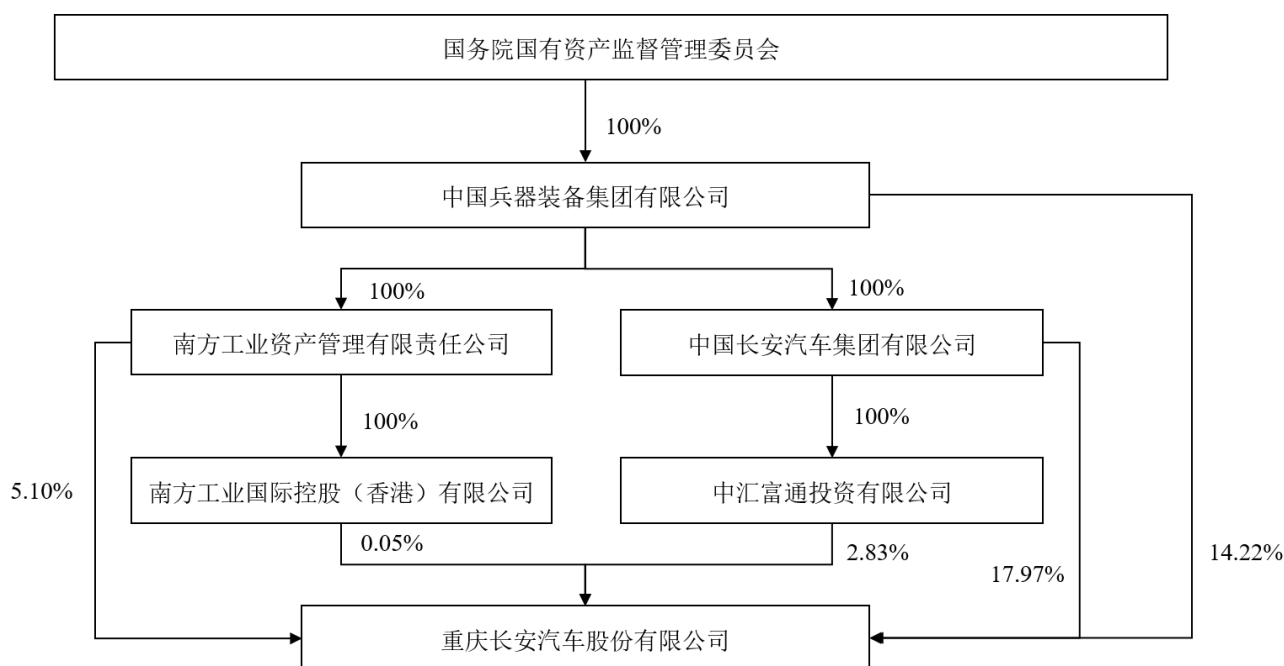 国务院国有资产监督管理委员会
100%
中国兵器装备集团有限公司
100%
100%
南方工业资产管理有限责任公司
中国长安汽车集团有限公司
100%
100%
5.10%
南方工业国际控股（香港）有限公司
中汇富通投资有限公司
0.05%
2.83%
17.97%
14.22%
重庆长安汽车股份有限公司